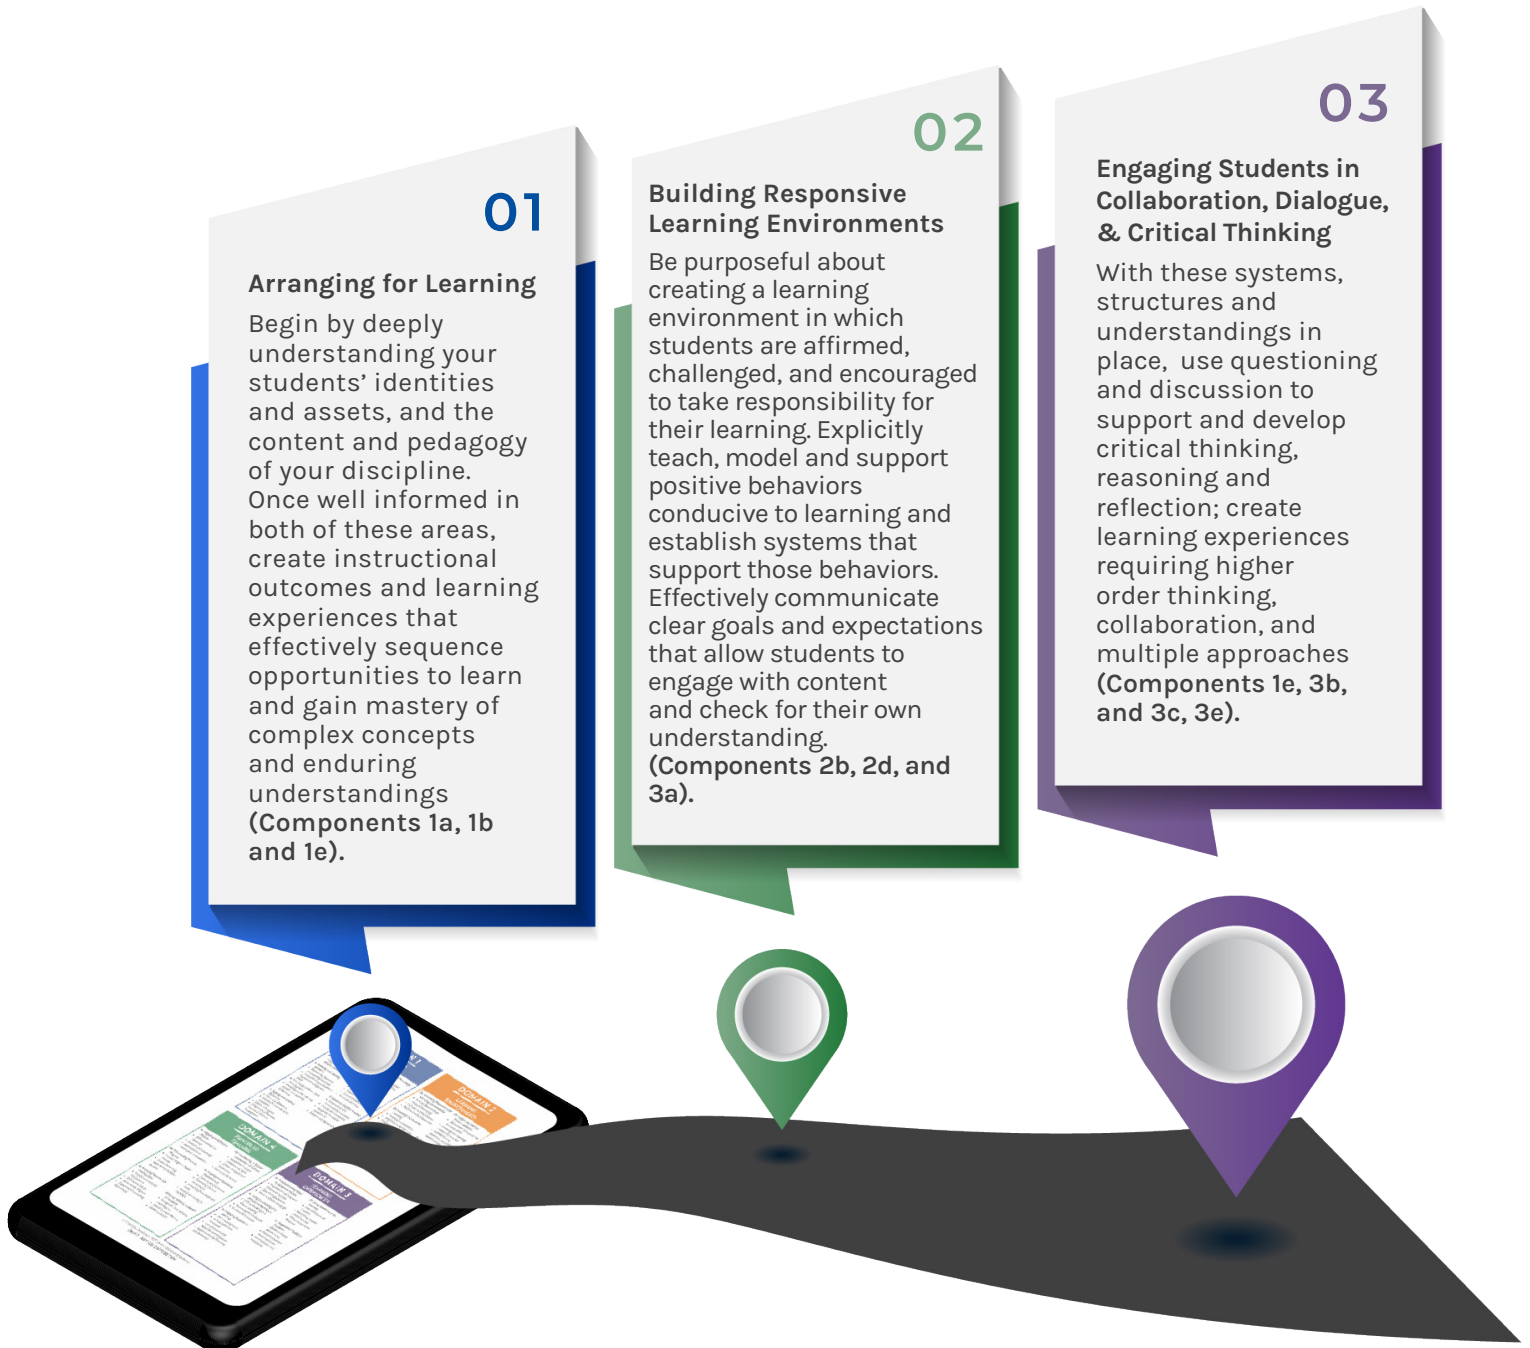 01
Arranging for Learning
Begin by deeply
understanding your
students’ identities
and assets, and the
content and pedagogy
of your discipline.
Once well informed in
both of these areas,
create instructional
outcomes and learning
experiences that
effectively sequence
opportunities to learn
and gain mastery of
complex concepts
and enduring
understandings
(Components 1a, 1b
and 1e).
02
Building Responsive
Learning Environments
Be purposeful about
creating a learning
environment in which
students are affirmed,
challenged, and encouraged
to take responsibility for
their learning. Explicitly
teach, model and support
positive behaviors
conducive to learning and
establish systems that
support those behaviors.
Effectively communicate
clear goals and expectations
that allow students to
engage with content
and check for their own
understanding.
(Components 2b, 2d, and
3a).
03
Engaging Students in
Collaboration, Dialogue,
& Critical Thinking
With these systems,
structures and
understandings in
place,  use questioning
and discussion to
support and develop
critical thinking,
reasoning and
reflection; create
learning experiences
requiring higher
order thinking,
collaboration, and
multiple approaches
(Components 1e, 3b,
and 3c, 3e).
DOMAIN 2
DOMAIN 4
DOMAIN 3